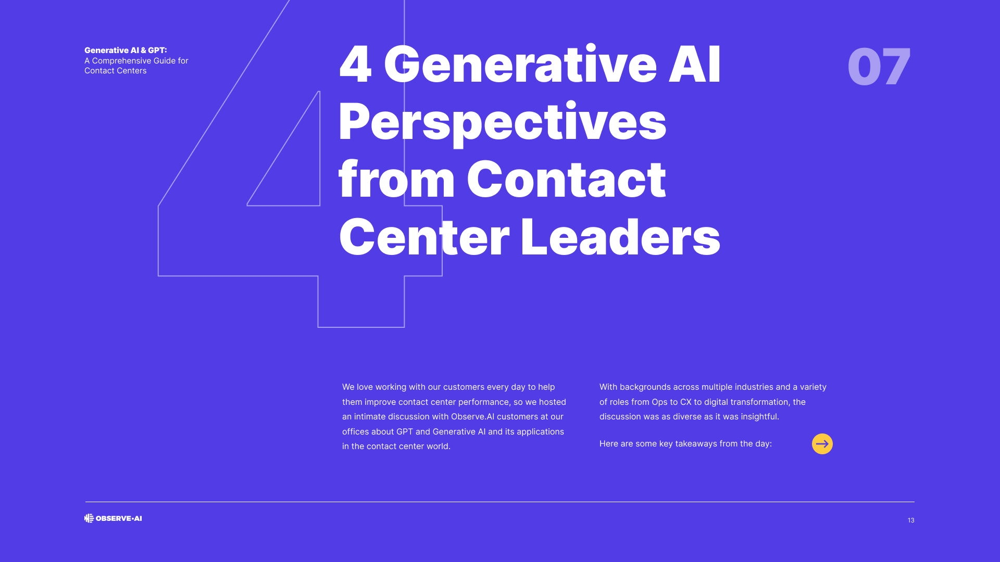 Generative AI & GPT:
A Comprehensive Guide for
Contact Centers
4
4 Generative AI
Perspectives
from Contact
Center Leaders
07
We love working with our customers every day to help
them improve contact center performance, so we hosted
an intimate discussion with Observe.AI customers at our
offices about GPT and Generative AI and its applications
in the contact center world.
With backgrounds across multiple industries and a variety
of roles from Ops to CX to digital transformation, the
discussion was as diverse as it was insightful.
Here are some key takeaways from the day:
OBSERVE•AI
13